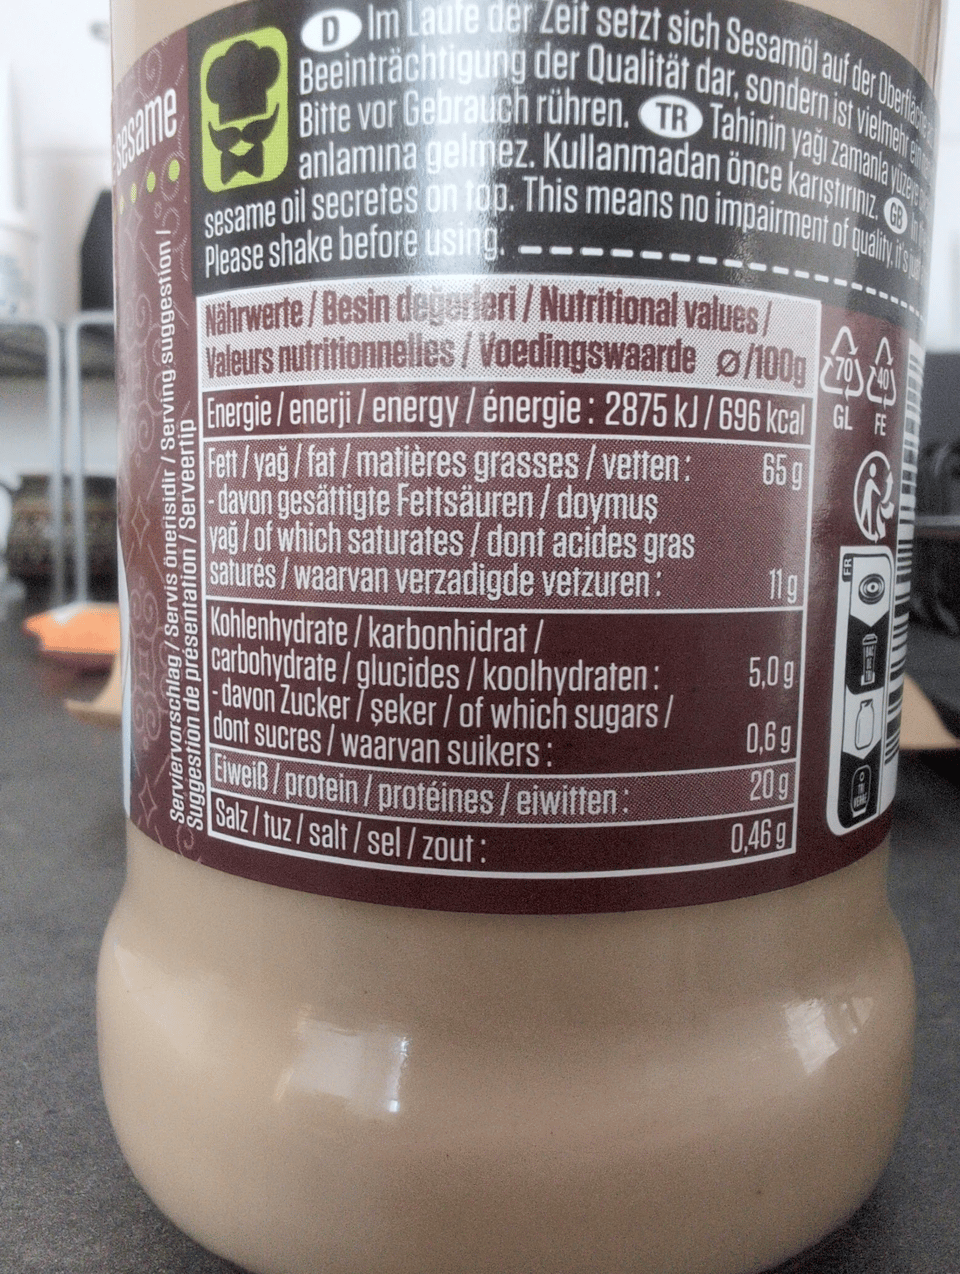 sesame
D Im Laufe der Zeit setzt sich Sesamöl auf der Oberfläche
Beeinträchtigung der Qualität dar, sondern ist vielmehr
Bitte vor Gebrauch rühren. TR Tahinin yağı zamanla yüzeye
anlamına gelmez. Kullanmadan önce karıştırınız. GB
sesame oil secretes on top. This means no impairment of quality, it's
Please shake before using.
Nährwerte / Besin değerleri / Nutritional values /
Valeurs nutritionnelles / Voedingswaarde ø/100g
Energie / enerji / energy / énergie : 2875 kJ / 696 kcal
Fett / yağ / fat / matières grasses / vetten : 65 g
- davon gesättigte Fettsäuren / doymuş
yağ / of which saturates / dont acides gras
saturés / waarvan verzadigde vetzuren : 11 g
Kohlenhydrate / karbonhidrat /
carbohydrate / glucides / koolhydraten : 5,0 g
- davon Zucker / şeker / of which sugars /
dont sucres / waarvan suikers : 0,6 g
Eiweiß / protein / protéines / eiwitten : 20 g
Salz / tuz / salt / sel / zout : 0,46 g
Serviervorschlag / Servis önerisidir / Serving suggestion /
Suggestion de présentation / Serveertip
70 40
GL FE
FR
BAC
DE
TRI
TRI
VERRE